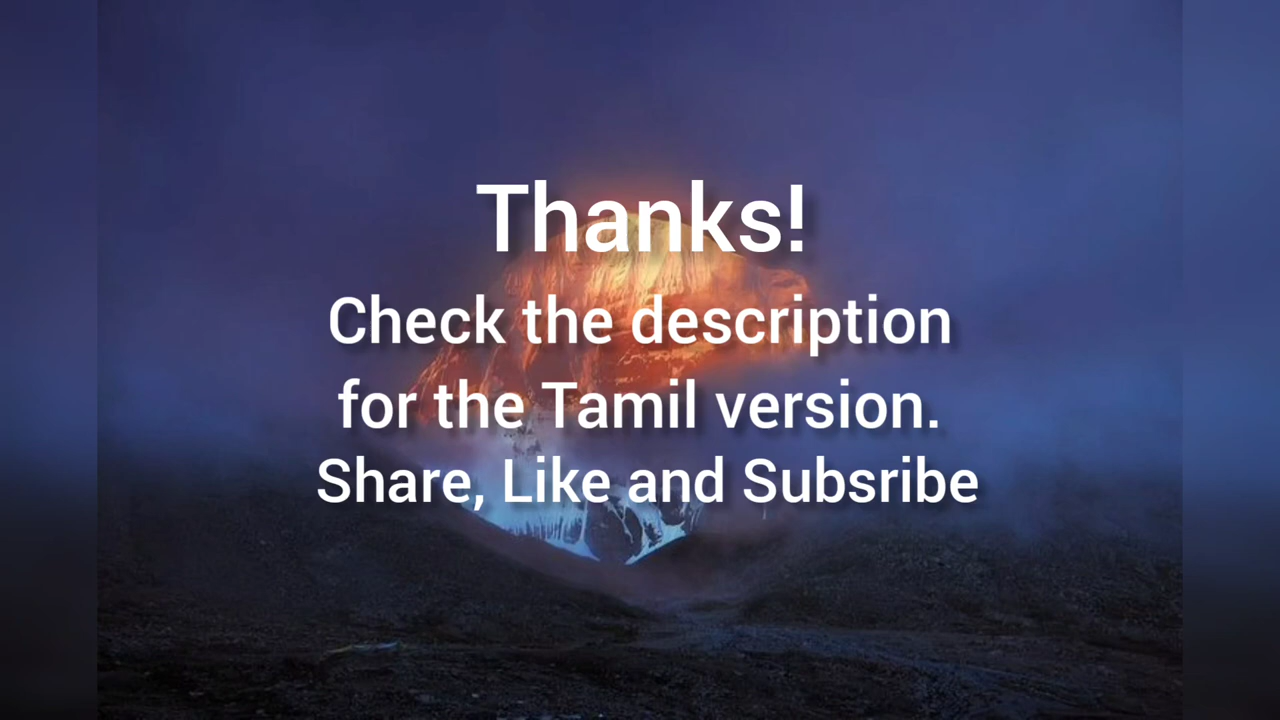 Thanks!
Check the description
for the Tamil version.
Share, Like and Subsribe